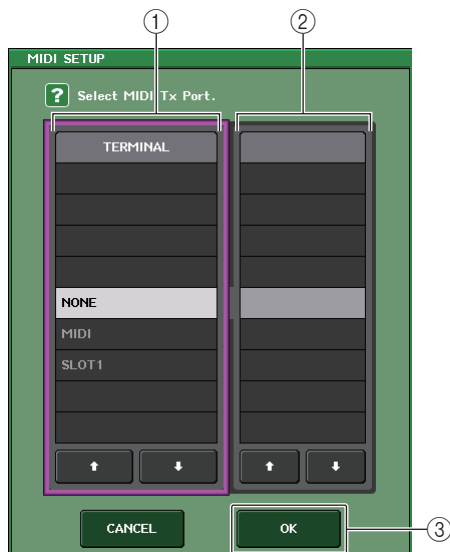 ① ②
MIDI SETUP
? Select MIDI Tx Port.
TERMINAL
NONE
MIDI
SLOT1
CANCEL OK ③